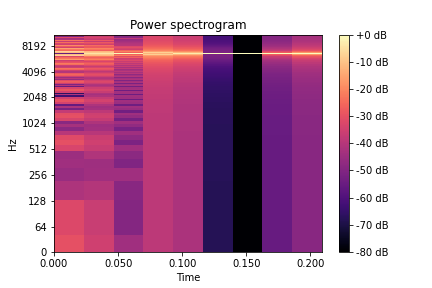 Power spectrogram
8192
4096
2048
1024
512
256
128
64
0
Hz
0.000 0.050 0.100 0.150 0.200
Time
+0 dB
-10 dB
-20 dB
-30 dB
-40 dB
-50 dB
-60 dB
-70 dB
-80 dB